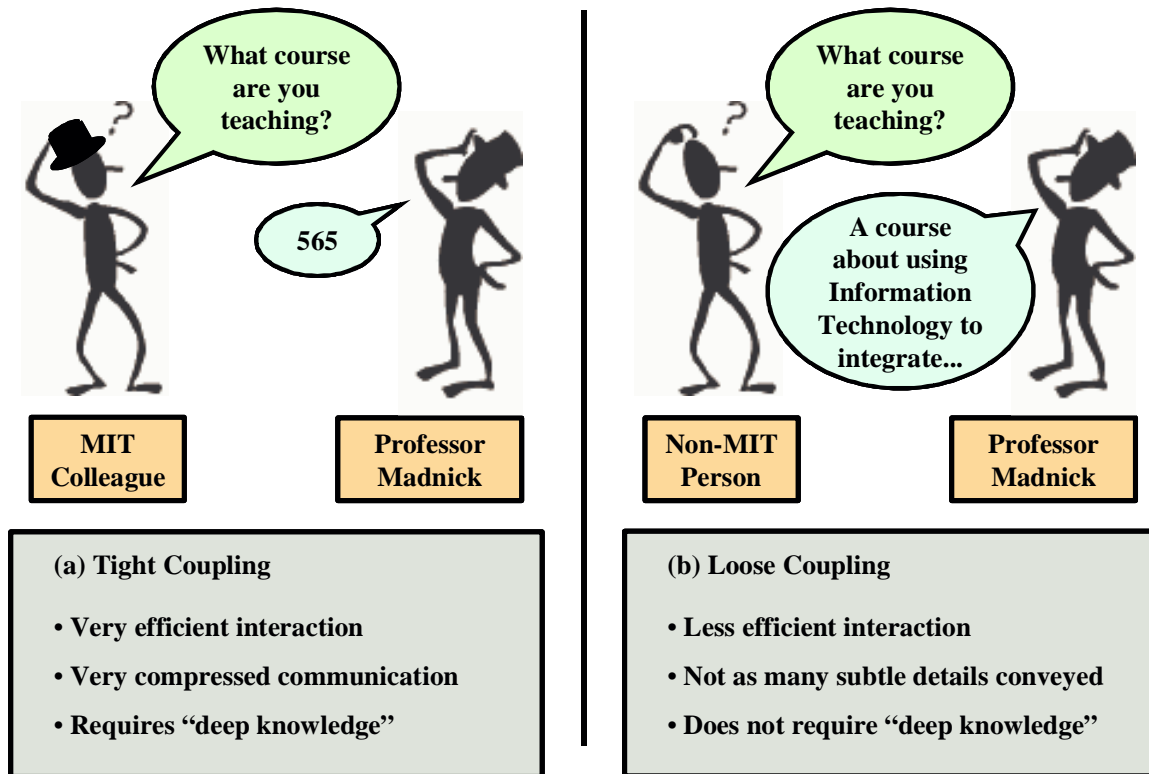 What course
are you
teaching?
?
565
MIT
Colleague
Professor
Madnick
(a) Tight Coupling
• Very efficient interaction
• Very compressed communication
• Requires “deep knowledge”
What course
are you
teaching?
?
A course
about using
Information
Technology to
integrate...
Non-MIT
Person
Professor
Madnick
(b) Loose Coupling
• Less efficient interaction
• Not as many subtle details conveyed
• Does not require “deep knowledge”